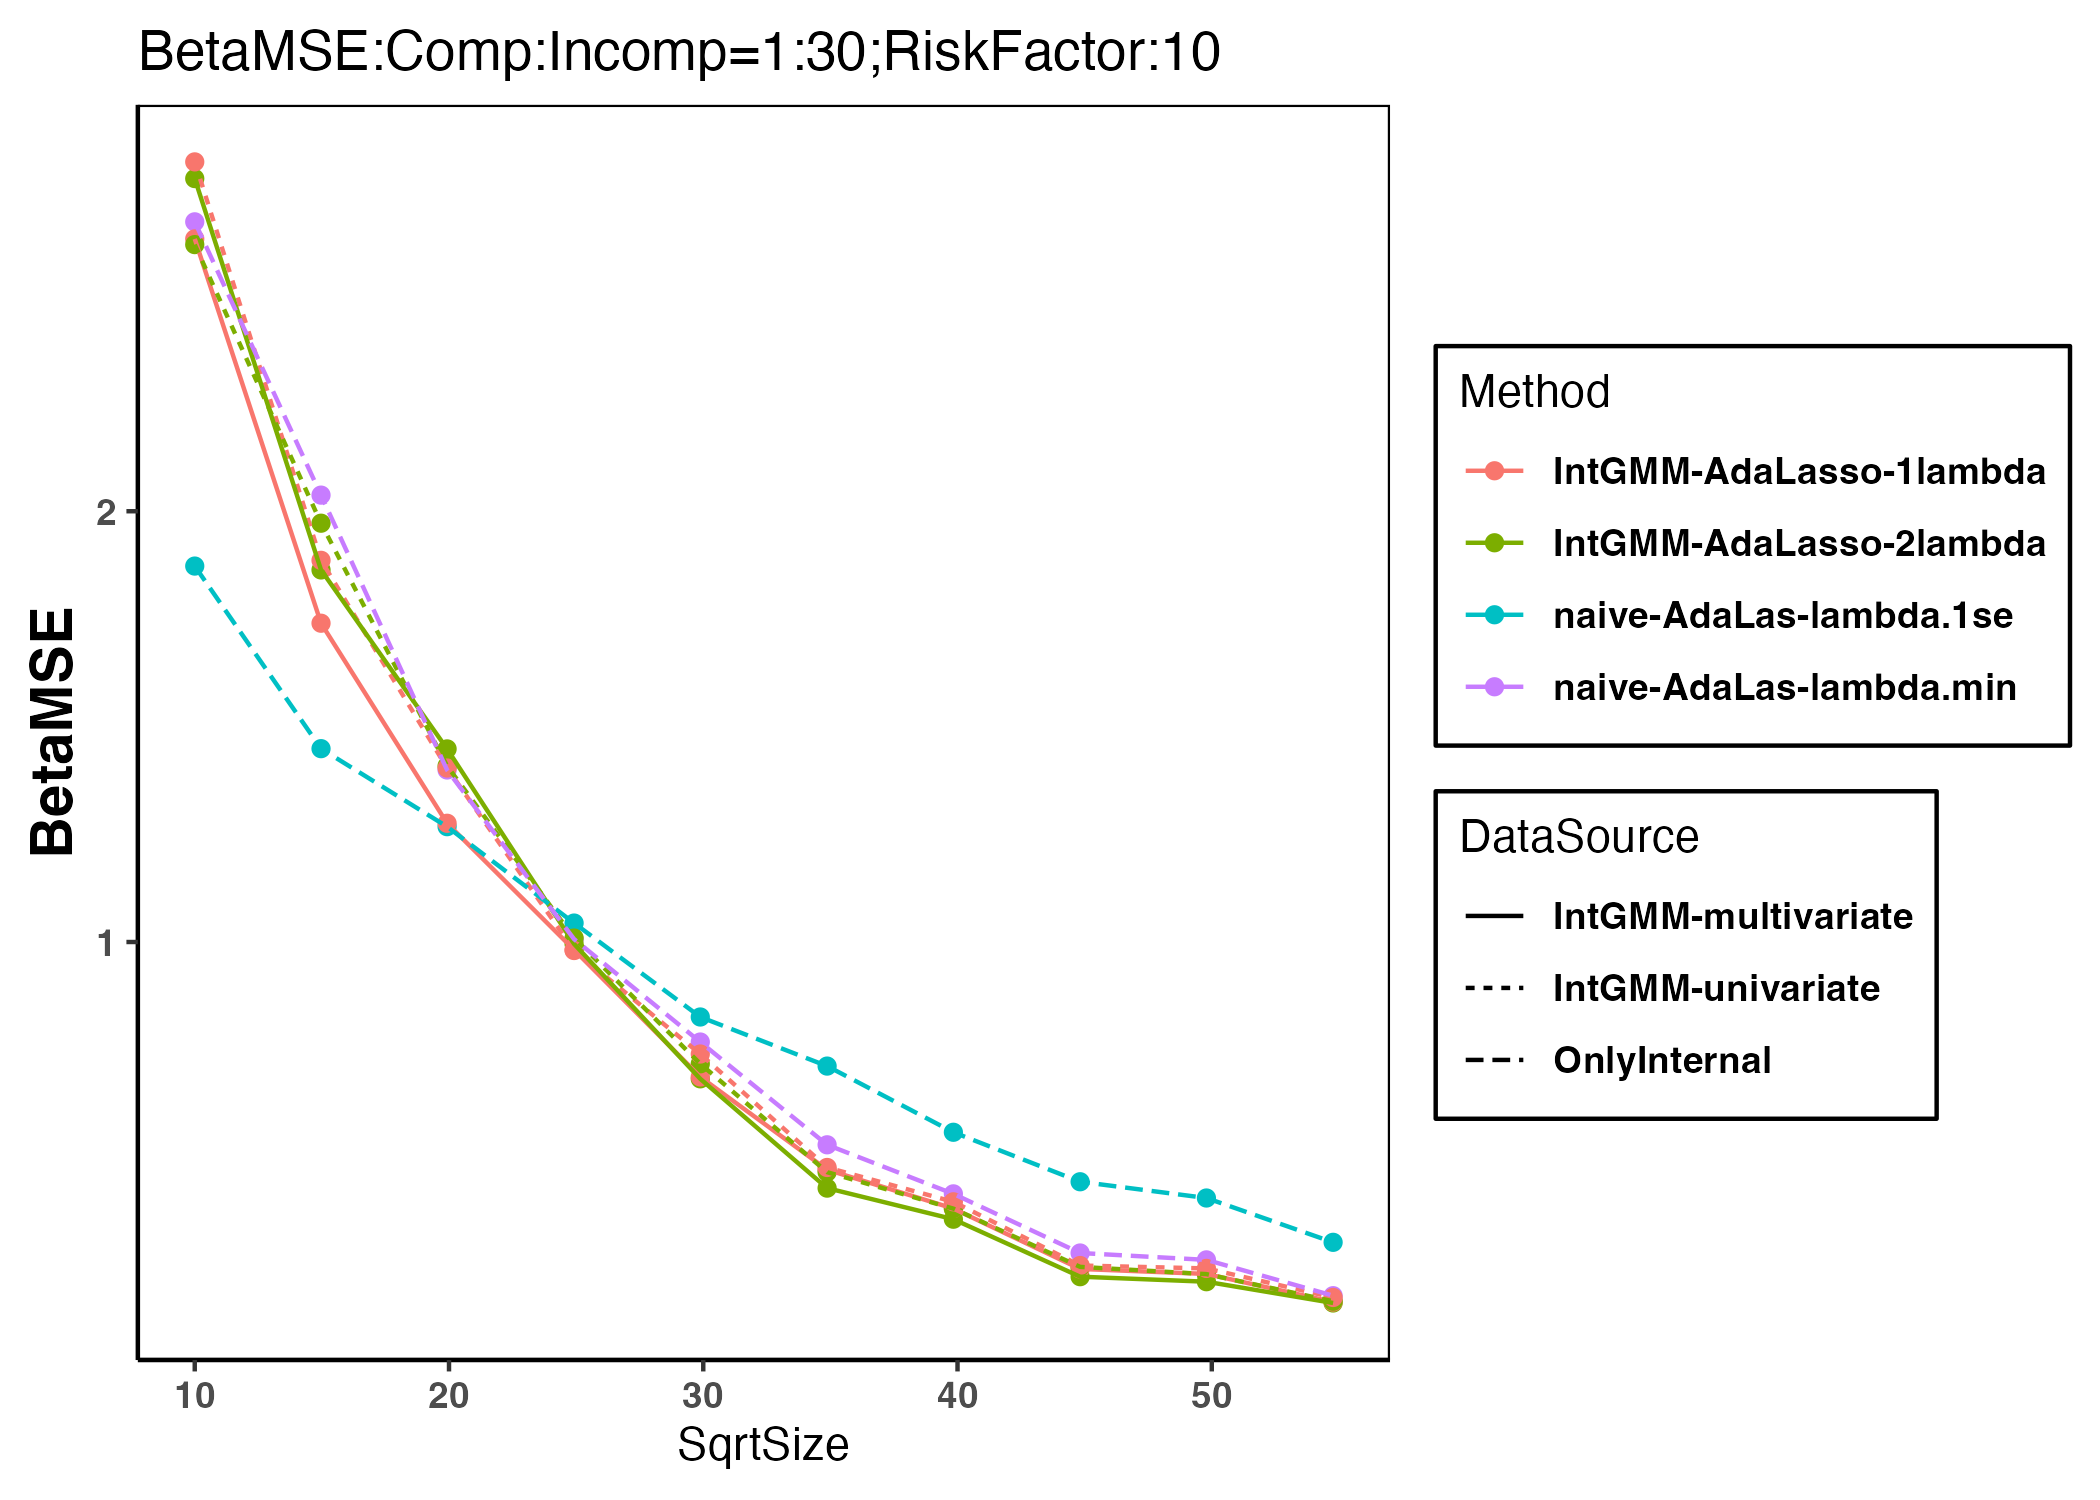 BetaMSE:Comp:Incomp=1:30;RiskFactor:10
BetaMSE
2
1
10 20 30 40 50
SqrtSize
Method
IntGMM-AdaLasso-1lambda
IntGMM-AdaLasso-2lambda
naive-AdaLas-lambda.1se
naive-AdaLas-lambda.min
DataSource
IntGMM-multivariate
IntGMM-univariate
OnlyInternal